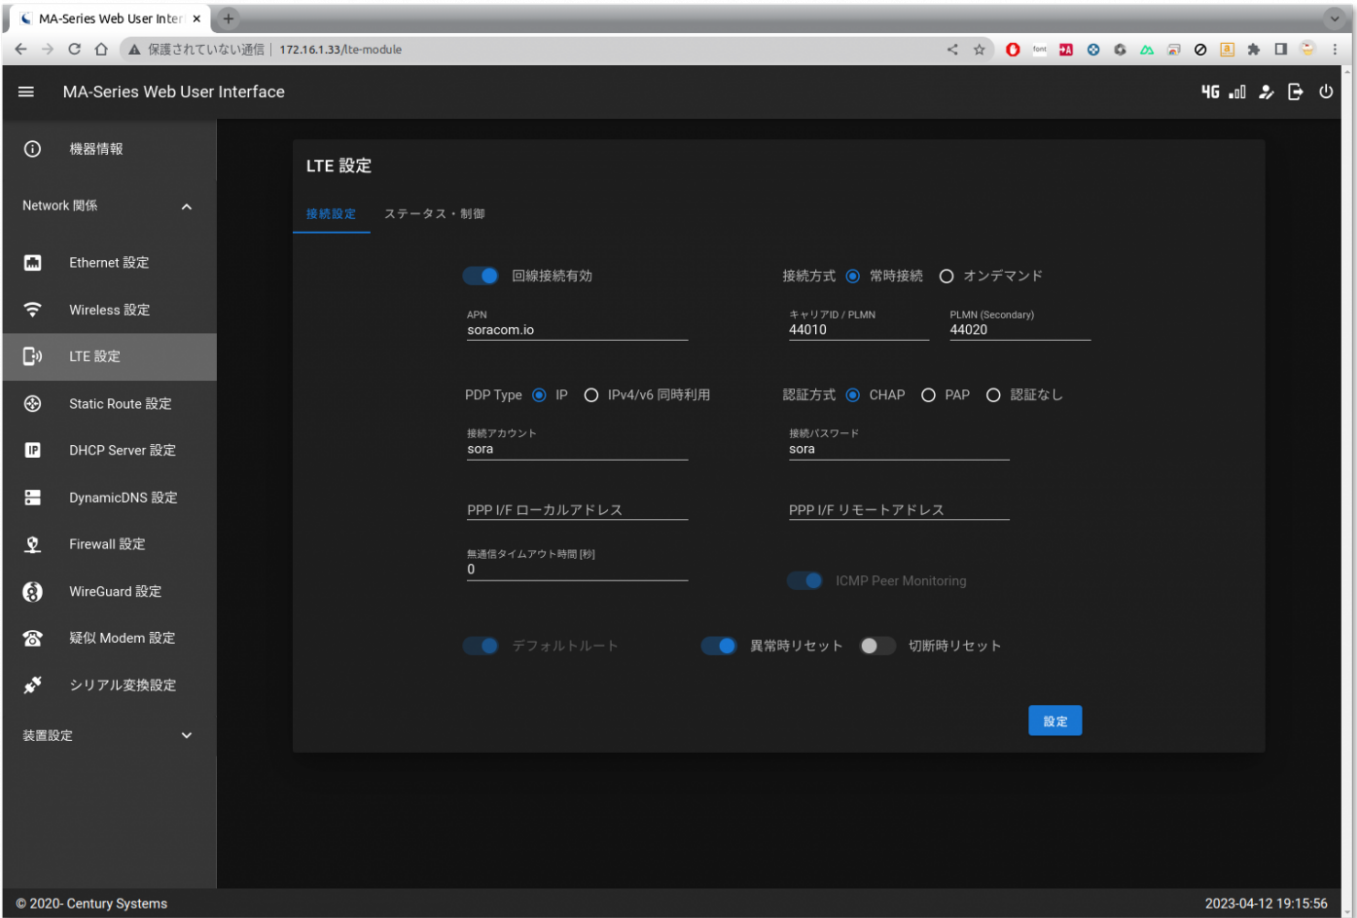 MA-Series Web User Inter
保護されていない通信 172.16.1.33/lte-module
MA-Series Web User Interface
4G
機器情報
Network 関係
Ethernet 設定
Wireless 設定
LTE 設定
Static Route 設定
IP
DHCP Server 設定
DynamicDNS 設定
Firewall 設定
WireGuard 設定
疑似 Modem 設定
シリアル変換設定
装置設定
LTE 設定
接続設定 ステータス・制御
回線接続有効 接続方式 常時接続 オンデマンド
APN キャリアID / PLMN PLMN (Secondary)
soracom.io 44010 44020
PDP Type IP IPv4/v6 同時利用 認証方式 CHAP PAP 認証なし
接続アカウント 接続パスワード
sora sora
PPP I/F ローカルアドレス PPP I/F リモートアドレス
無通信タイムアウト時間 [秒]
0
ICMP Peer Monitoring
デフォルトルート 異常時リセット 切断時リセット
設定
© 2020- Century Systems 2023-04-12 19:15:56